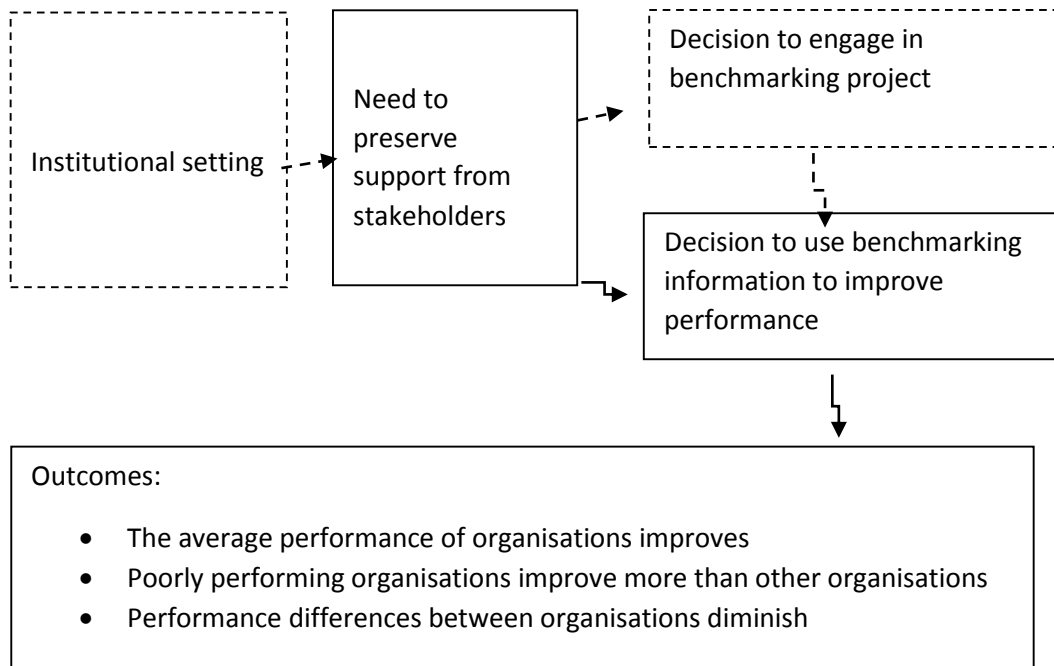 Institutional setting
Need to
preserve
support from
stakeholders
Decision to engage in
benchmarking project
Decision to use benchmarking
information to improve
performance
Outcomes:
• The average performance of organisations improves
• Poorly performing organisations improve more than other organisations
• Performance differences between organisations diminish